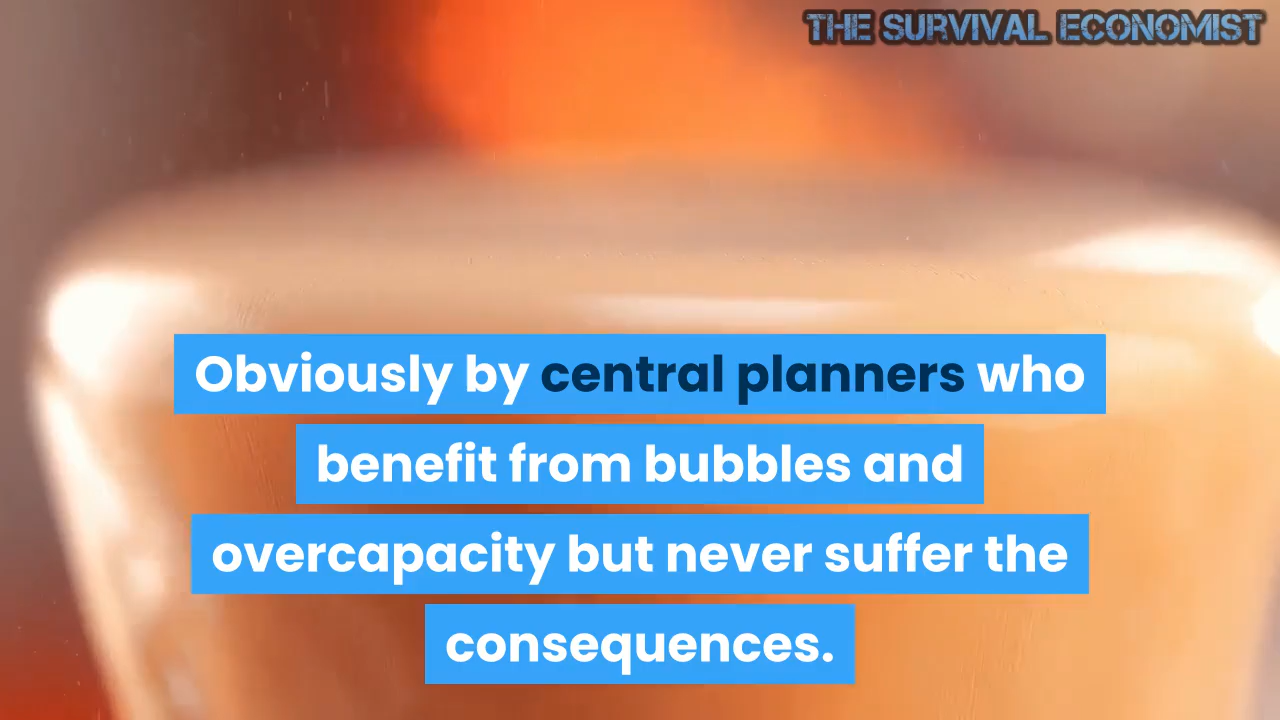 THE SURVIVAL ECONOMIST
Obviously by central planners who
benefit from bubbles and
overcapacity but never suffer the
consequences.